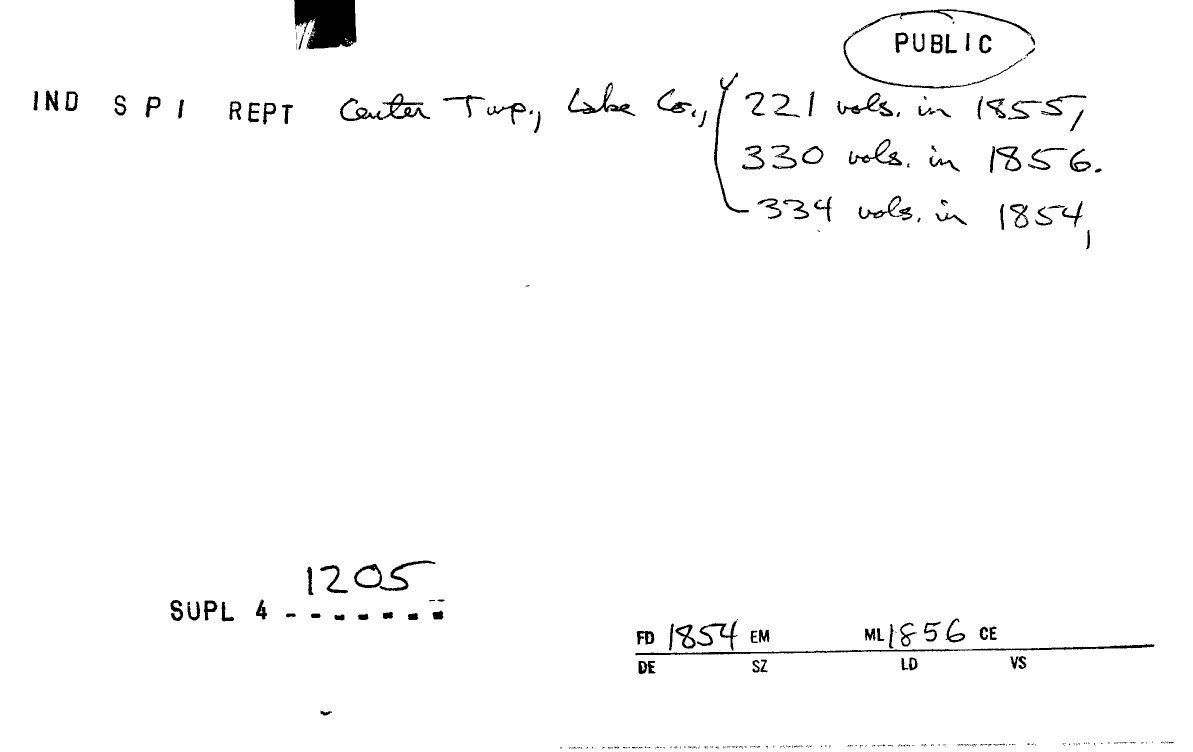 PUBLIC
IND S P I REPT Center Twp., Lake Co., 221 vols. in 1855,
330 vols. in 1856.
334 vols. in 1854,
1205
SUPL 4 - - - - - - -
FD 1854 EM ML 1856 CE
DE SZ LD VS